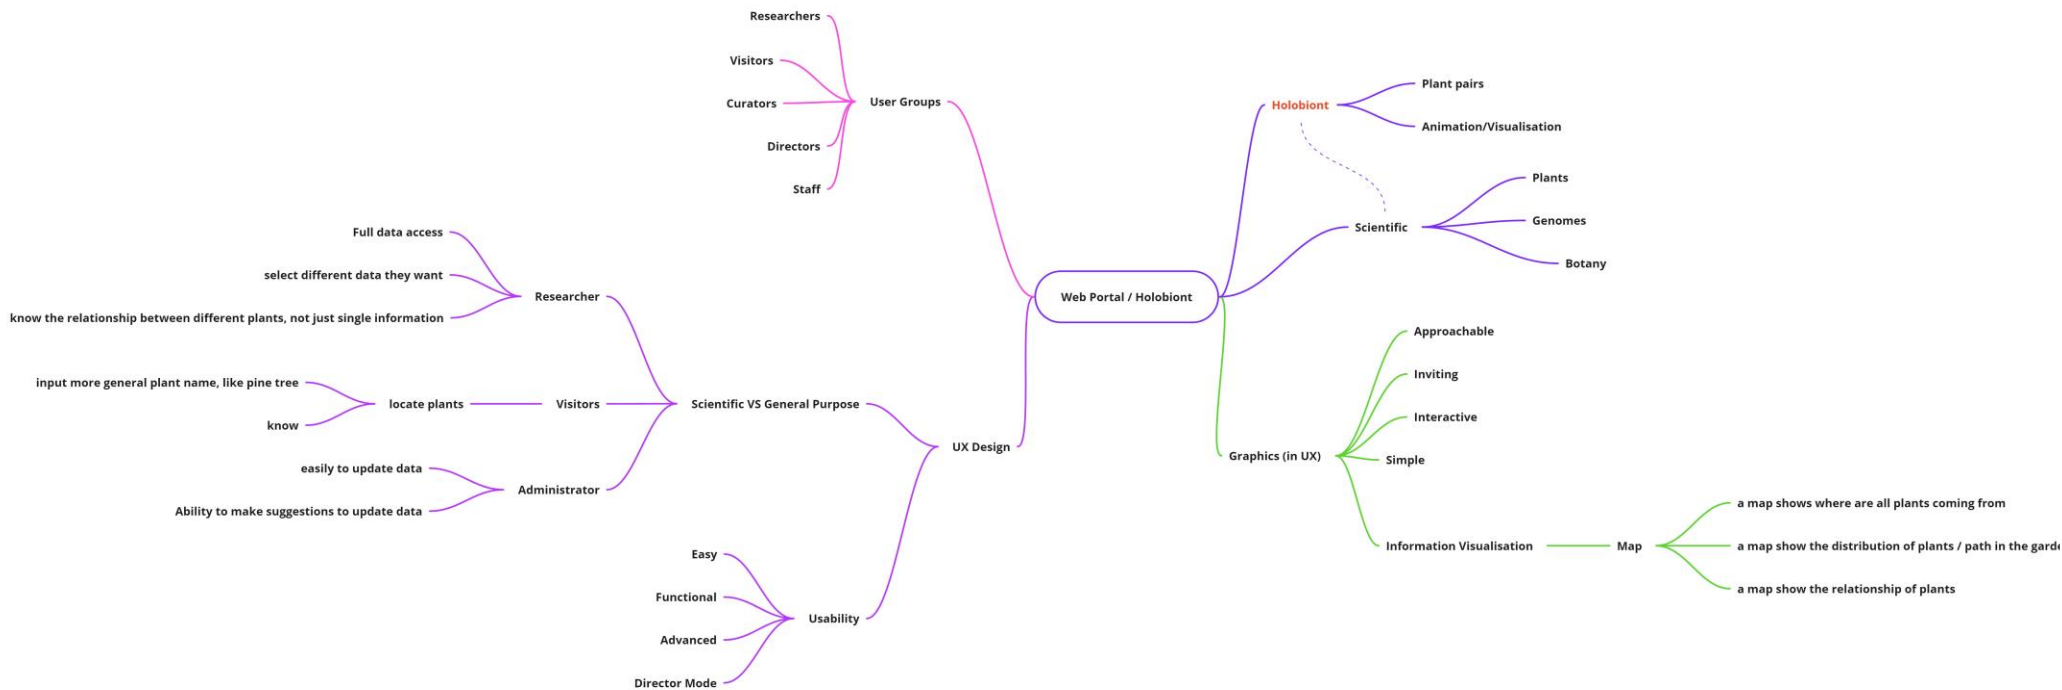 Researchers
Visitors
Curators
Directors
Staff
User Groups
Full data access
select different data they want
know the relationship between different plants, not just single information
Researcher
input more general plant name, like pine tree
know
locate plants
Visitors
easily to update data
Ability to make suggestions to update data
Administrator
Scientific VS General Purpose
Easy
Functional
Advanced
Director Mode
Usability
UX Design
Web Portal / Holobiont
Holobiont
Plant pairs
Animation/Visualisation
Scientific
Plants
Genomes
Botany
Graphics (in UX)
Approachable
Inviting
Interactive
Simple
Information Visualisation
Map
a map shows where are all plants coming from
a map show the distribution of plants / path in the
a map show the relationship of plants